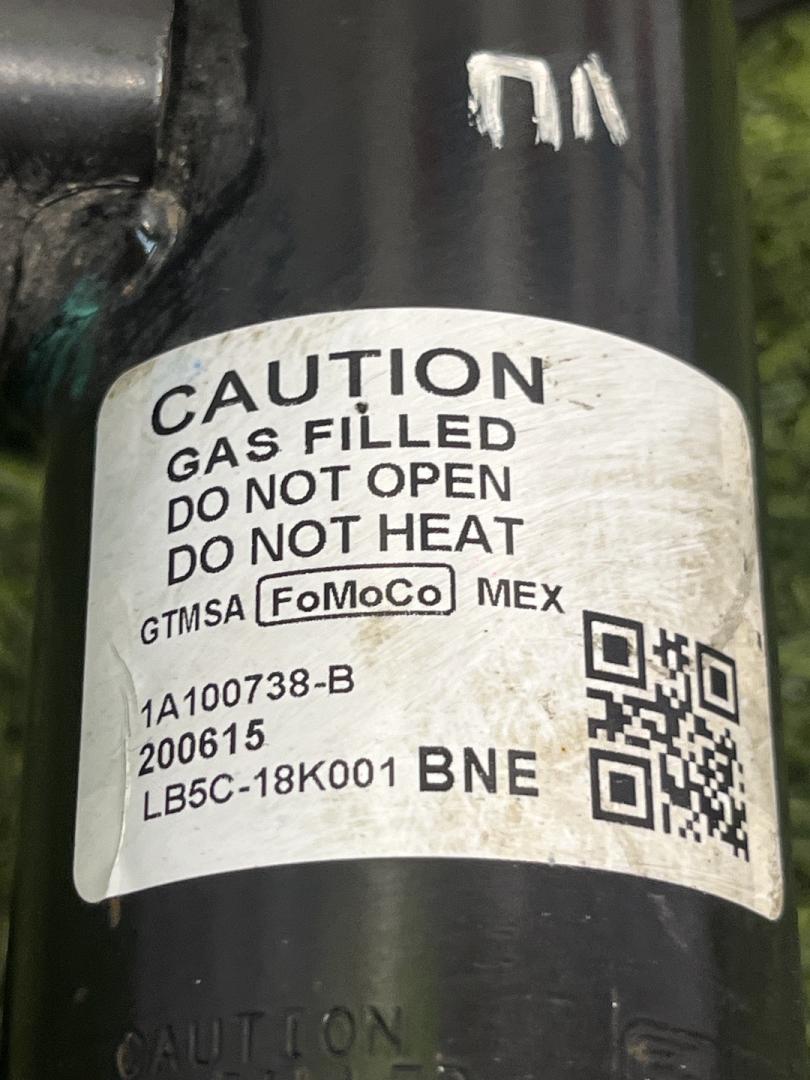 CAUTION
GAS FILLED
DO NOT OPEN
DO NOT HEAT
GTMSA FoMoCo MEX
1A100738-B
200615
LB5C-18K001 BNE
CAUTION